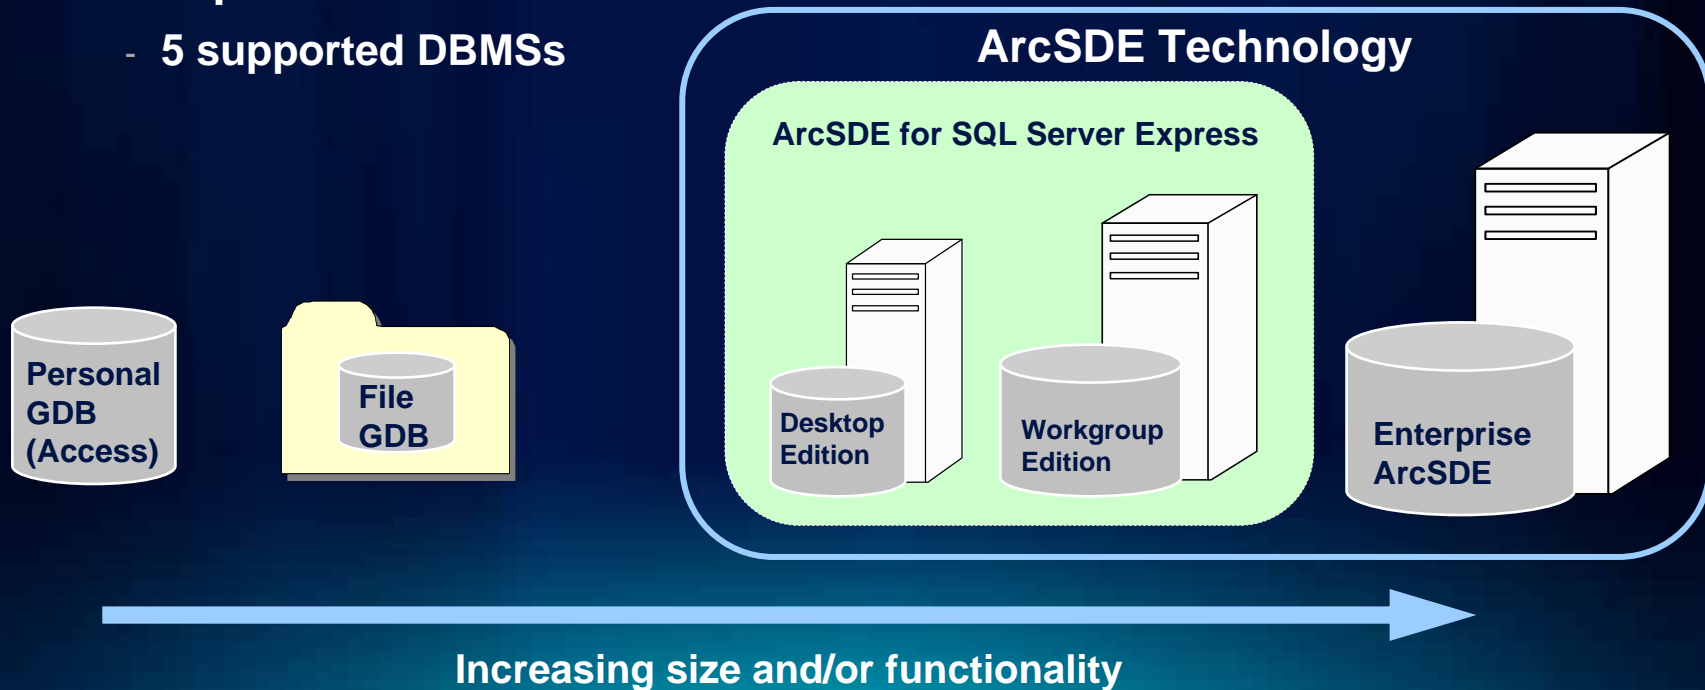 - 5 supported DBMSs
ArcSDE Technology
ArcSDE for SQL Server Express
Personal
GDB
(Access)
File
GDB
Desktop
Edition
Workgroup
Edition
Enterprise
ArcSDE
Increasing size and/or functionality